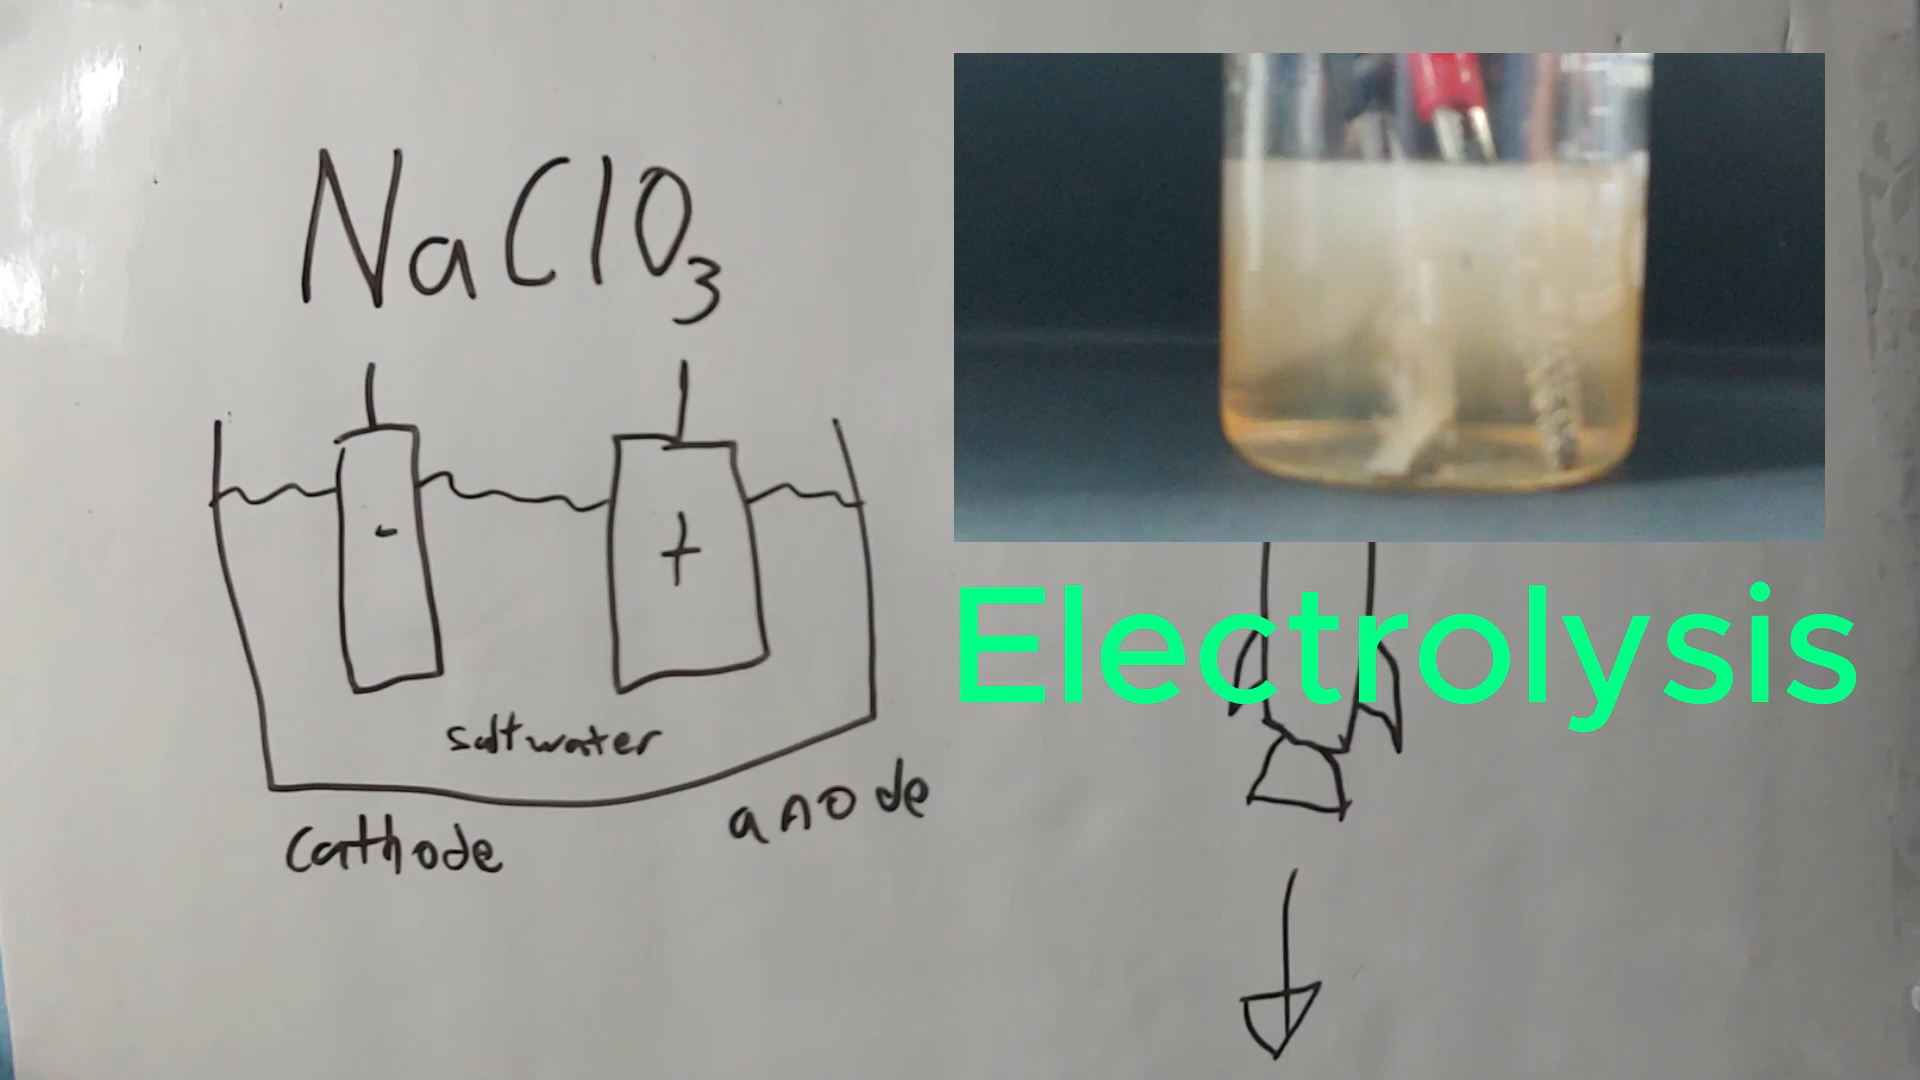 NaClO₃
-
+
saltwater
cathode
anode
Electrolysis